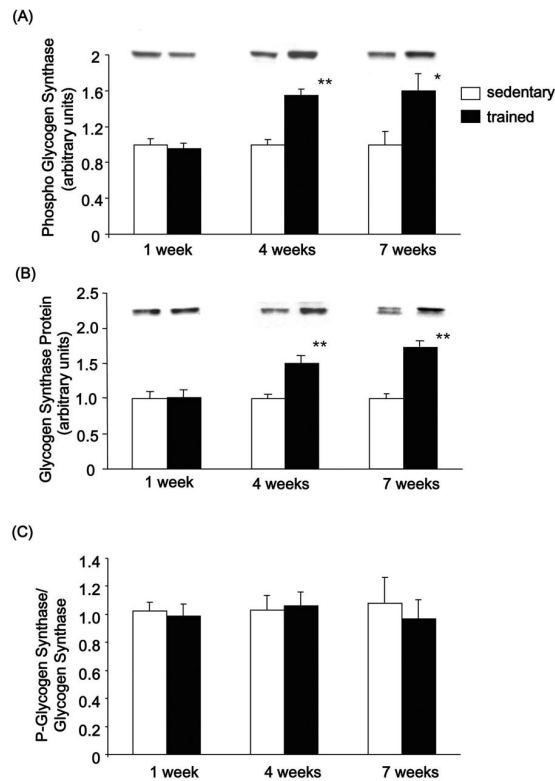 (A)
Phospho Glycogen Synthase
(arbitrary units)
2
1.6
1.2
0.8
0.4
0
**
*
sedentary
trained
1 week
4 weeks
7 weeks
(B)
Glycogen Synthase Protein
(arbitrary units)
2.5
2.0
1.5
1.0
0.5
0
**
**
1 week
4 weeks
7 weeks
(C)
P-Glycogen Synthase/
Glycogen Synthase
1.4
1.2
1.0
0.8
0.6
0.4
0.2
0
1 week
4 weeks
7 weeks